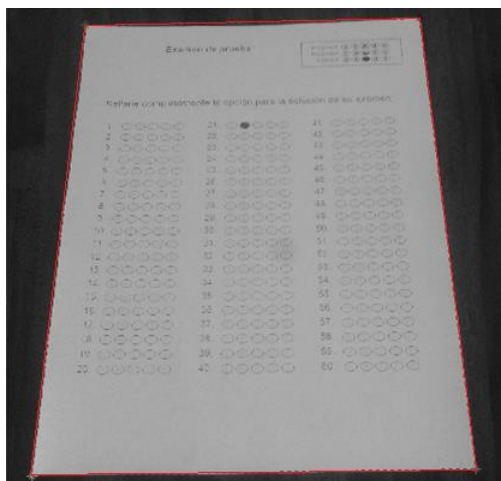 Examen de prueba
Rellene completamente la opción para la solución de su examen.
1. 21. 41.
2. 22. 42.
3. 23. 43.
4. 24. 44.
5. 25. 45.
6. 26. 46.
7. 27. 47.
8. 28. 48.
9. 29. 49.
10. 30. 50.
11. 31. 51.
12. 32. 52.
13. 33. 53.
14. 34. 54.
15. 35. 55.
16. 36. 56.
17. 37. 57.
18. 38. 58.
19. 39. 59.
20. 40. 60.